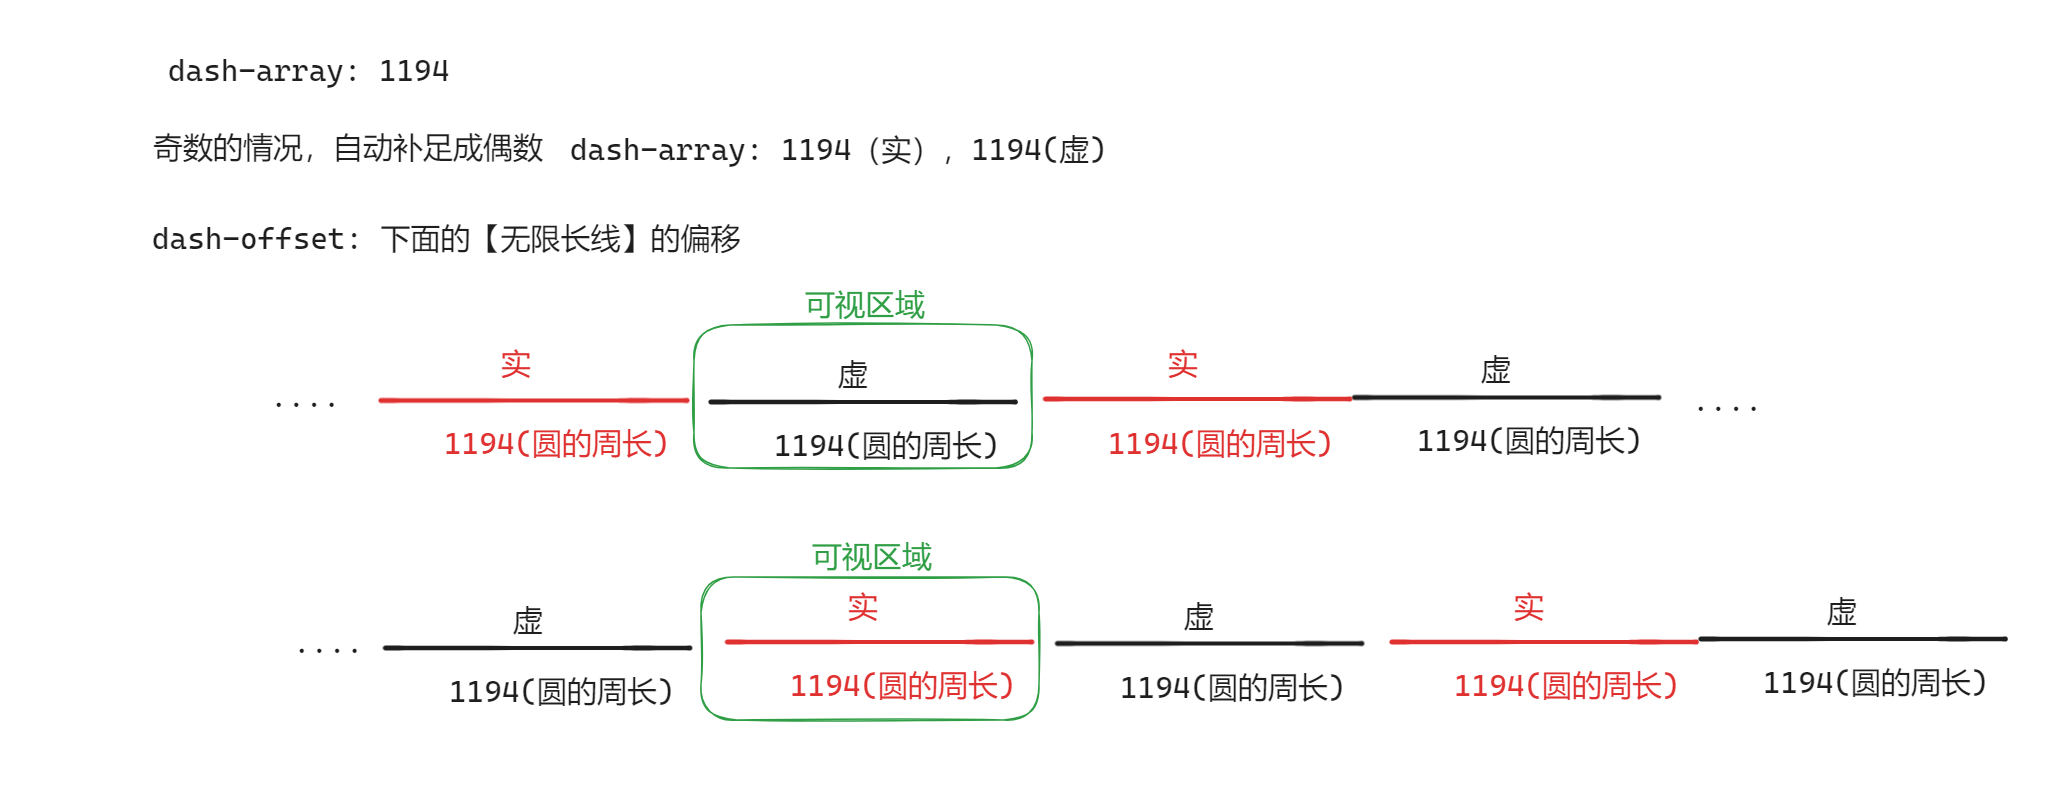 dash-array: 1194
奇数的情况，自动补足成偶数 dash-array: 1194（实）, 1194(虚)
dash-offset: 下面的【无限长线】的偏移
可视区域
实 虚 实 虚
.... ....
1194(圆的周长) 1194(圆的周长) 1194(圆的周长) 1194(圆的周长)
可视区域
虚 实 虚 实 虚
....
1194(圆的周长) 1194(圆的周长) 1194(圆的周长) 1194(圆的周长) 1194(圆的周长)